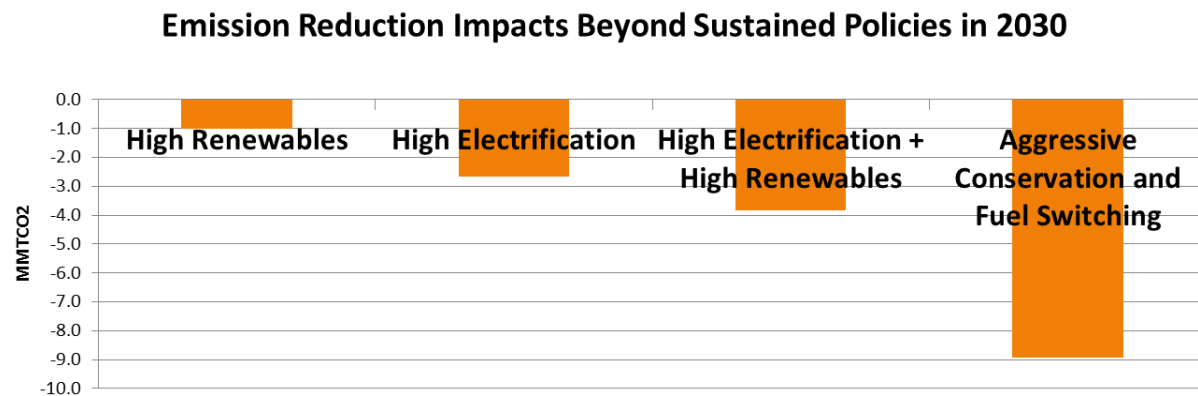 Emission Reduction Impacts Beyond Sustained Policies in 2030
0.0
-1.0
-2.0
-3.0
-4.0
-5.0
-6.0
-7.0
-8.0
-9.0
-10.0
MMTCO2
High Renewables
High Electrification
High Electrification +
High Renewables
Aggressive
Conservation and
Fuel Switching